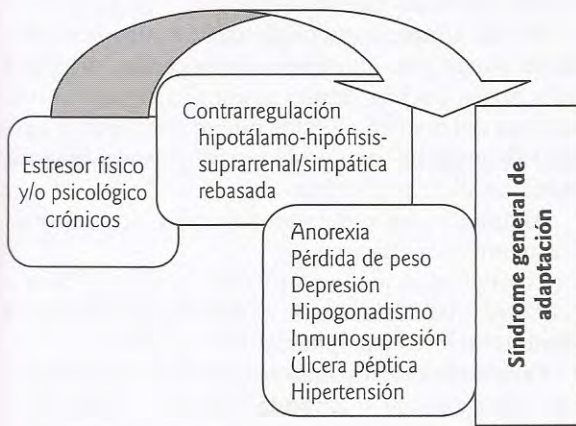 Estresor físico
y/o psicológico
crónicos
Contrarregulación
hipotálamo-hipófisis-
suprarrenal/simpática
rebasada
Anorexia
Pérdida de peso
Depresión
Hipogonadismo
Inmunosupresión
Úlcera péptica
Hipertensión
Síndrome general de
adaptación